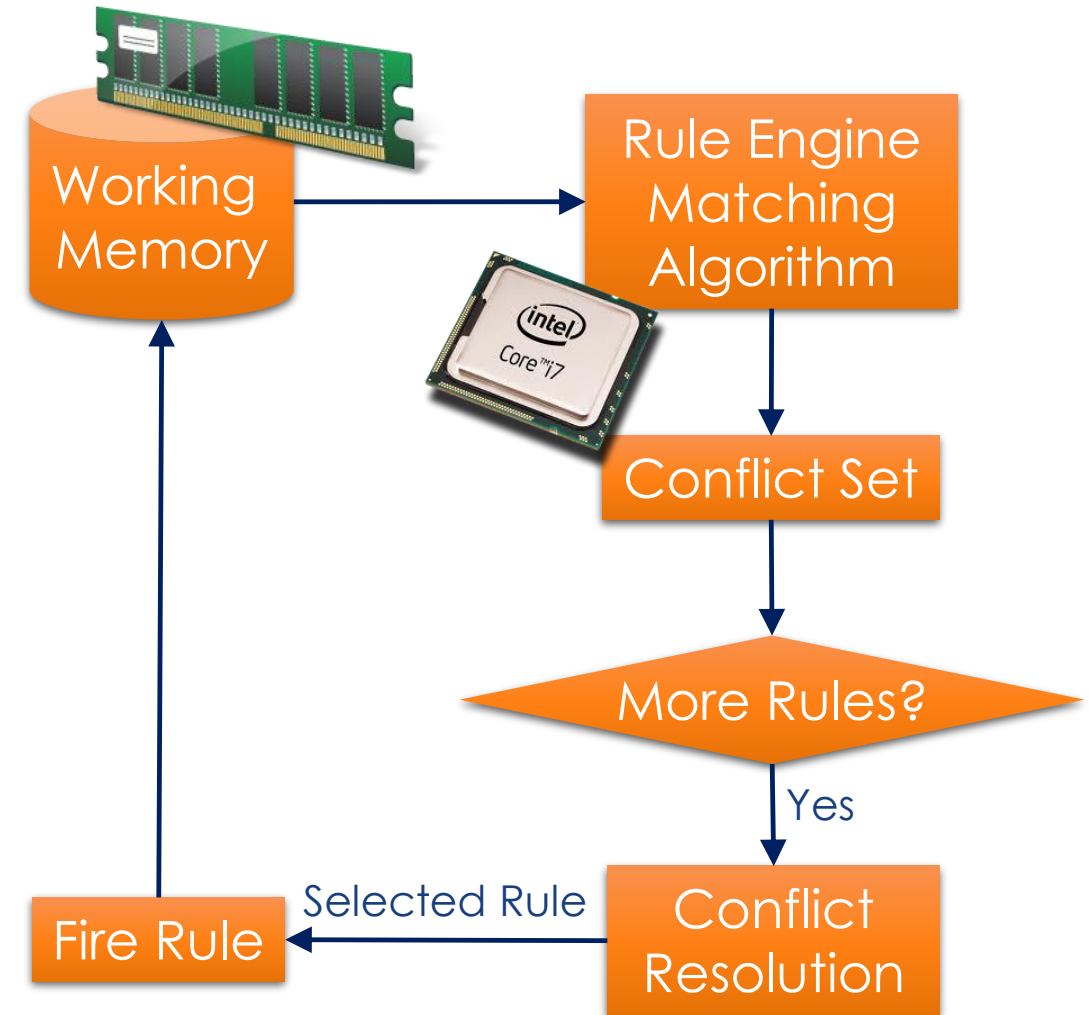 Working
Memory
Rule Engine
Matching
Algorithm
intel
Core™i7
Conflict Set
More Rules?
Yes
Selected Rule
Fire Rule
Conflict
Resolution